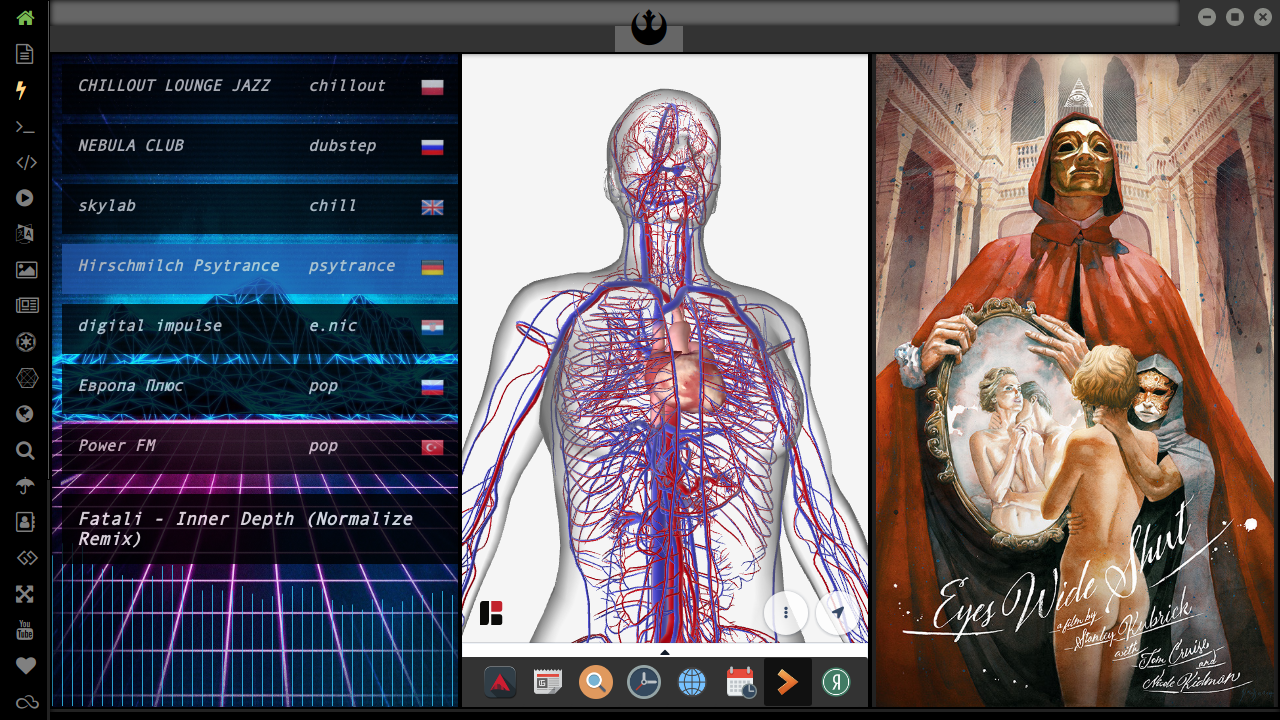 CHILLOUT LOUNGE JAZZ chillout
NEBULA CLUB dubstep
skylab chill
Hirschmilch Psytrance psytrance
digital impulse e.nic
Европа Плюс pop
Power FM pop
Fatali - Inner Depth (Normalize
Remix)
You
Tube
Я
Eyes Wide Shut
a film by
Stanley Kubrick
with
Tom Cruise
and
Nicole Kidman